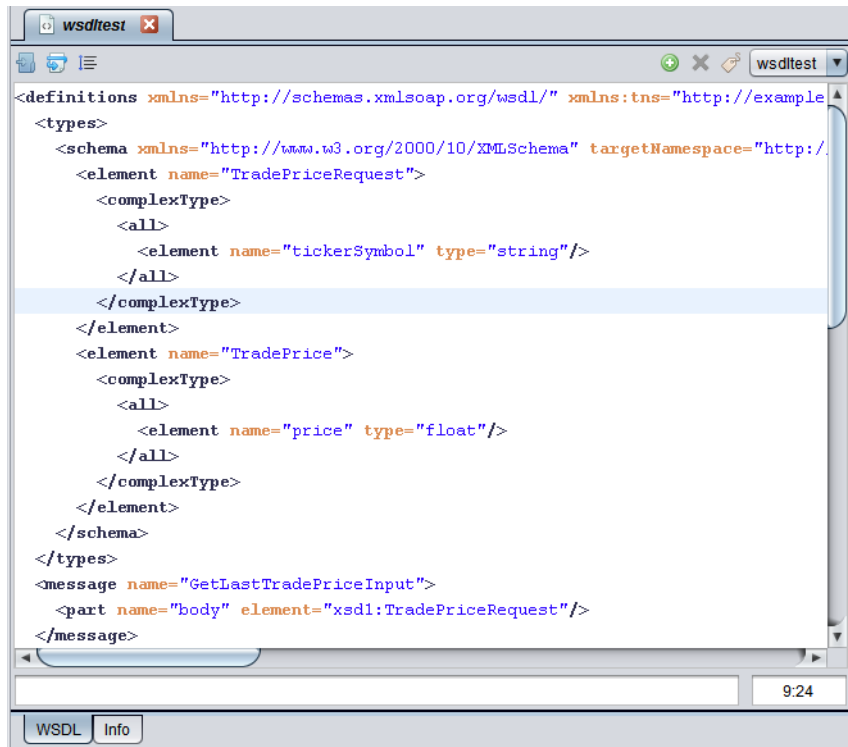 wsdltest
wsdltest
<definitions xmlns="http://schemas.xmlsoap.org/wsdl/" xmlns:tns="http://example
<types>
<schema xmlns="http://www.w3.org/2000/10/XMLSchema" targetNamespace="http:/
<element name="TradePriceRequest">
<complexType>
<all>
<element name="tickerSymbol" type="string"/>
</all>
</complexType>
</element>
<element name="TradePrice">
<complexType>
<all>
<element name="price" type="float"/>
</all>
</complexType>
</element>
</schema>
</types>
<message name="GetLastTradePriceInput">
<part name="body" element="xsd1:TradePriceRequest"/>
</message>
9:24
WSDL Info